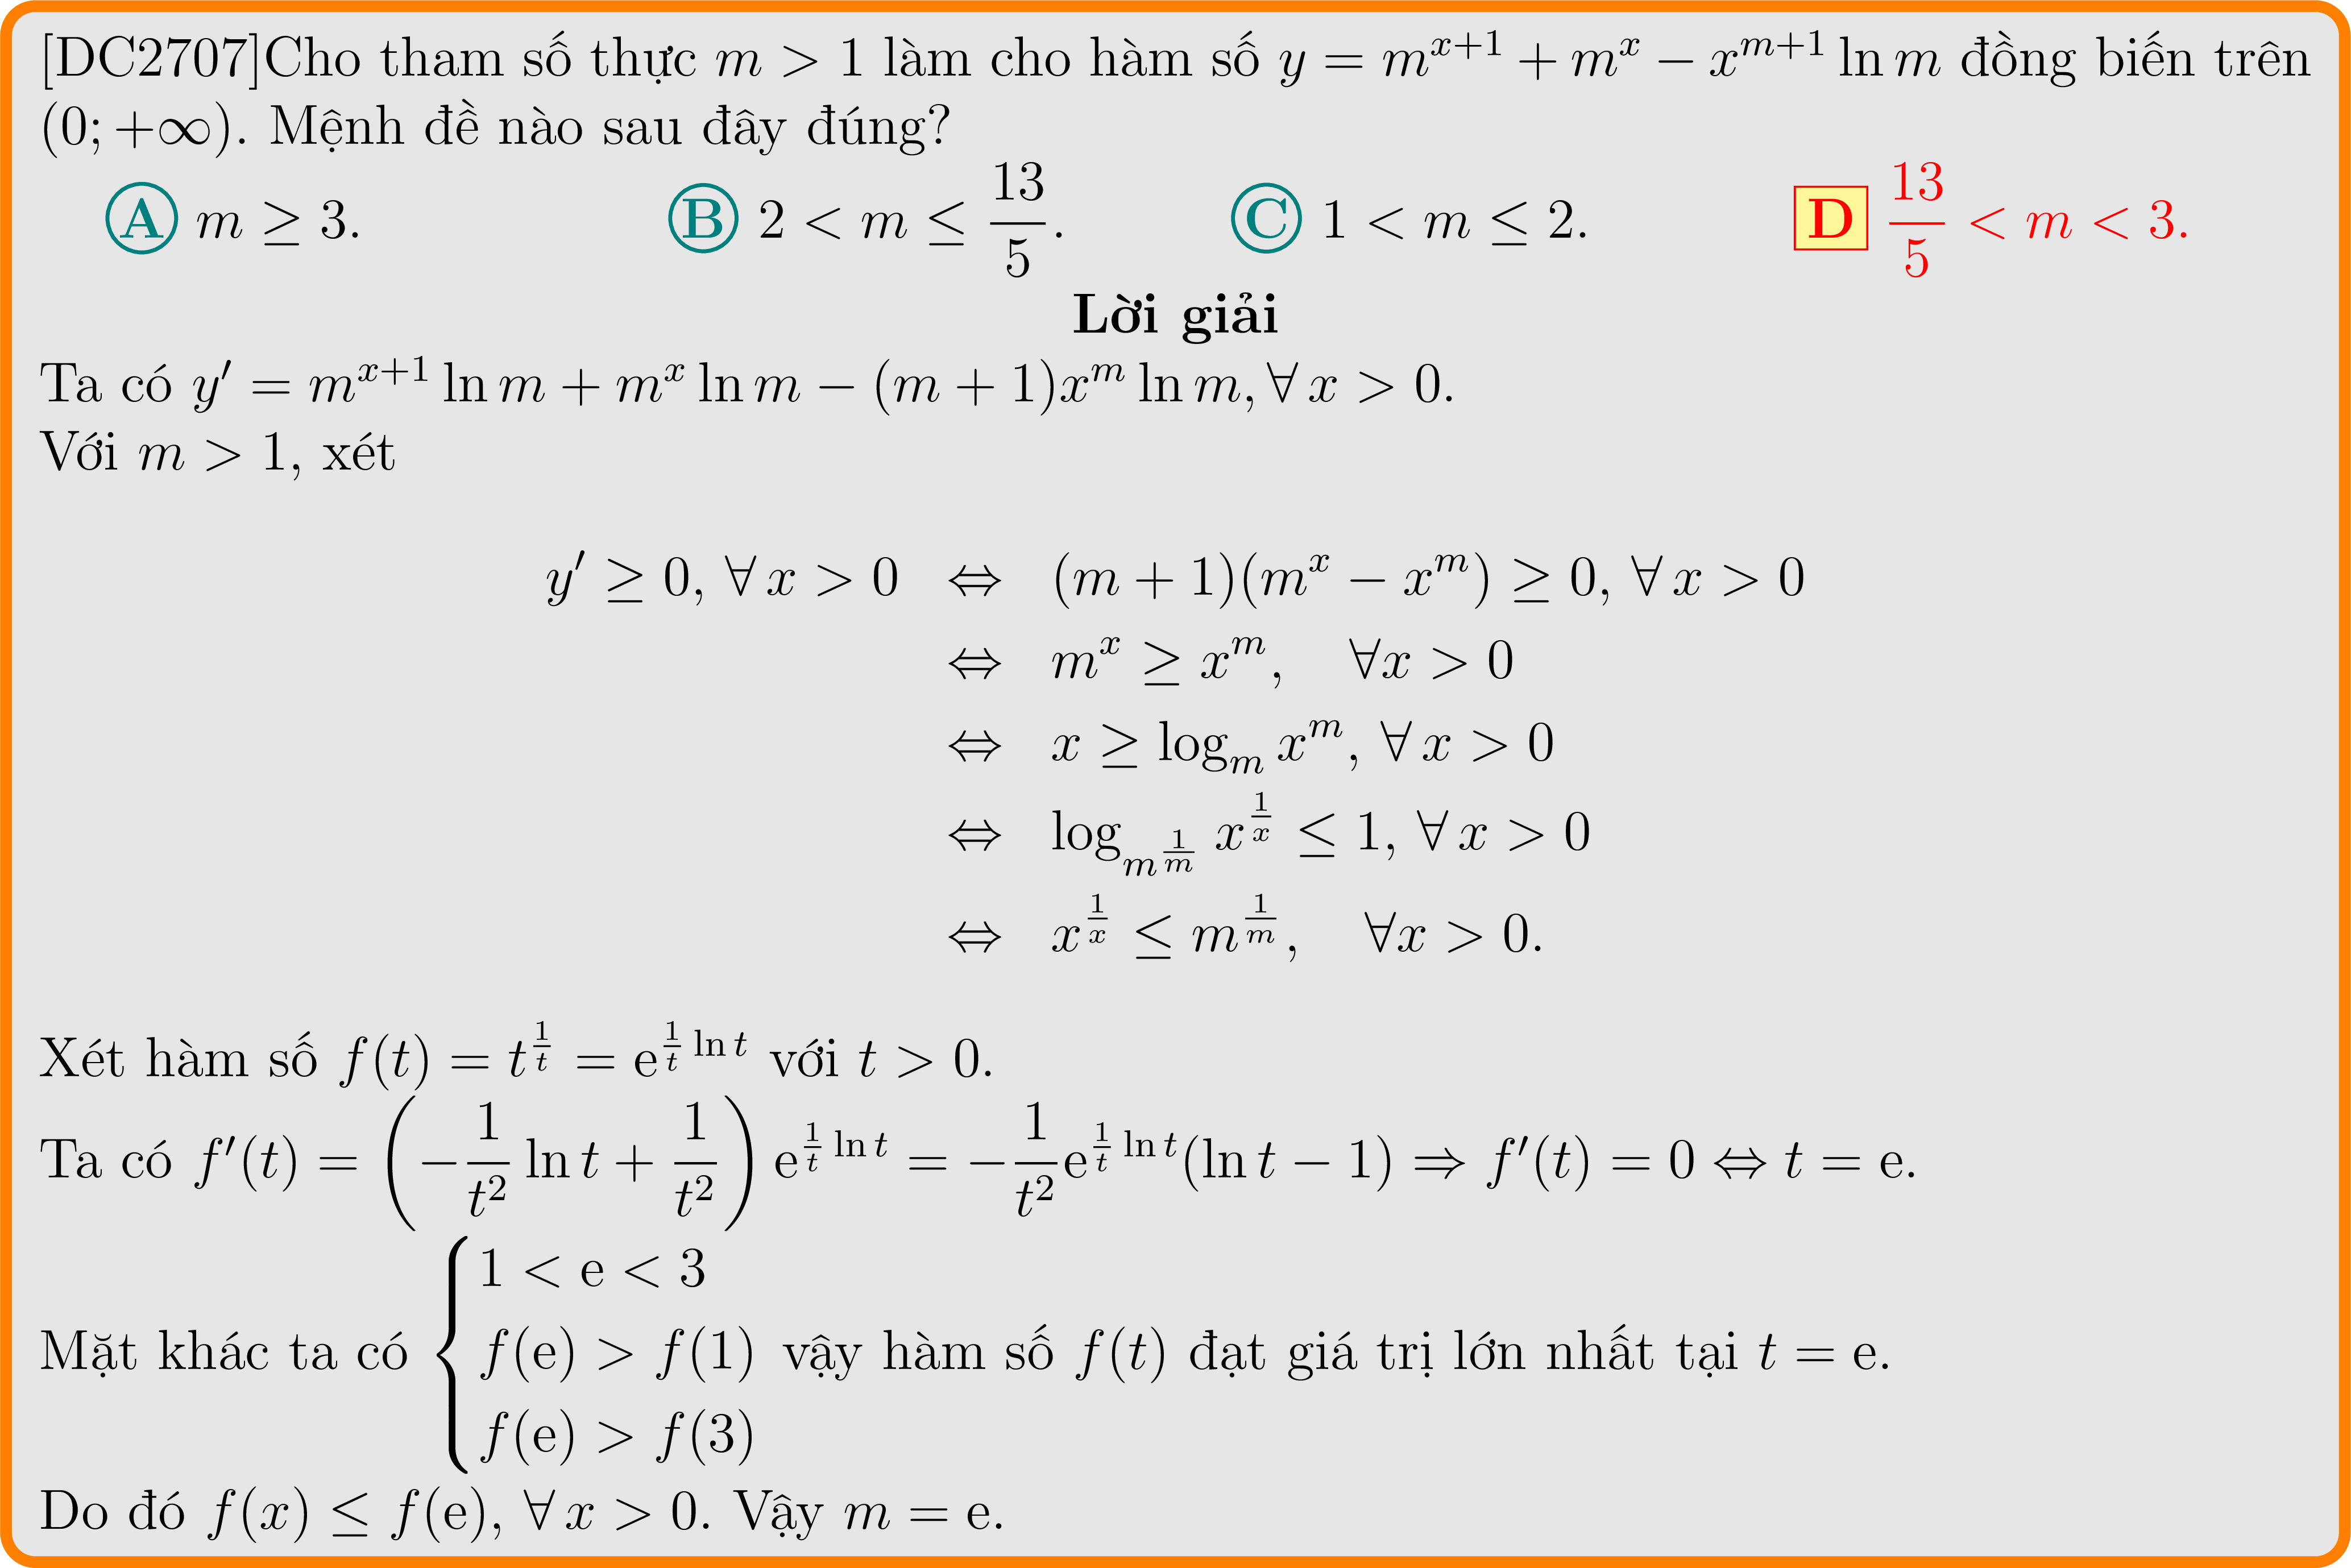 [DC2707]Cho tham số thực $m > 1$ làm cho hàm số $y = m^{x+1} + m^x - x^{m+1} \ln m$ đồng biến trên
$(0; +\infty)$. Mệnh đề nào sau đây đúng?
Ⓐ $m \geq 3$. Ⓑ $2 < m \leq \dfrac{13}{5}$. Ⓒ $1 < m \leq 2$. D $\dfrac{13}{5} < m < 3$.
Lời giải
Ta có $y' = m^{x+1} \ln m + m^x \ln m - (m+1)x^m \ln m, \forall\, x > 0$.
Với $m > 1$, xét
$y' \geq 0,\ \forall\, x > 0 \Leftrightarrow (m+1)(m^x - x^m) \geq 0,\ \forall\, x > 0$
$\Leftrightarrow m^x \geq x^m, \quad \forall x > 0$
$\Leftrightarrow x \geq \log_m x^m,\ \forall\, x > 0$
$\Leftrightarrow \log_{m^{\frac{1}{m}}} x^{\frac{1}{x}} \leq 1,\ \forall\, x > 0$
$\Leftrightarrow x^{\frac{1}{x}} \leq m^{\frac{1}{m}}, \quad \forall x > 0.$
Xét hàm số $f(t) = t^{\frac{1}{t}} = \mathrm{e}^{\frac{1}{t} \ln t}$ với $t > 0$.
Ta có $f'(t) = \left(-\dfrac{1}{t^2} \ln t + \dfrac{1}{t^2}\right) \mathrm{e}^{\frac{1}{t} \ln t} = -\dfrac{1}{t^2} \mathrm{e}^{\frac{1}{t} \ln t}(\ln t - 1) \Rightarrow f'(t) = 0 \Leftrightarrow t = \mathrm{e}$.
Mặt khác ta có $\begin{cases} 1 < \mathrm{e} < 3 \\ f(\mathrm{e}) > f(1) \\ f(\mathrm{e}) > f(3) \end{cases}$ vậy hàm số $f(t)$ đạt giá trị lớn nhất tại $t = \mathrm{e}$.
Do đó $f(x) \leq f(\mathrm{e}),\ \forall\, x > 0$. Vậy $m = \mathrm{e}$.